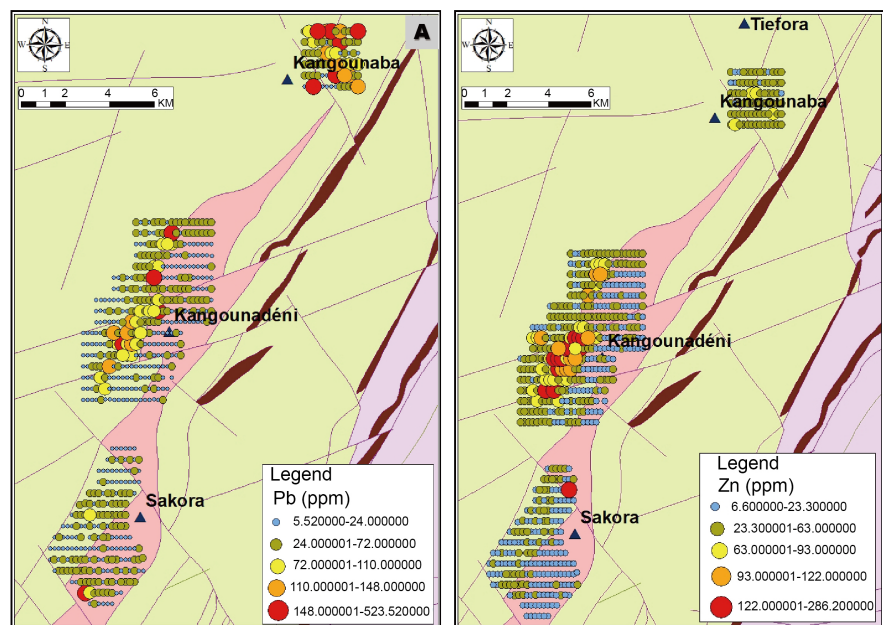 N
W E
S
A
Kangounaba
0 1 2 4 6
KM
Kangounadéni
Sakora
Legend
Pb (ppm)
5.520000-24.000000
24.000001-72.000000
72.000001-110.000000
110.000001-148.000000
148.000001-523.520000
N
W E
S
Tiefora
Kangounaba
0 1 2 4 6
KM
Kangounadéni
Sakora
Legend
Zn (ppm)
6.600000-23.300000
23.300001-63.000000
63.000001-93.000000
93.000001-122.000000
122.000001-286.200000